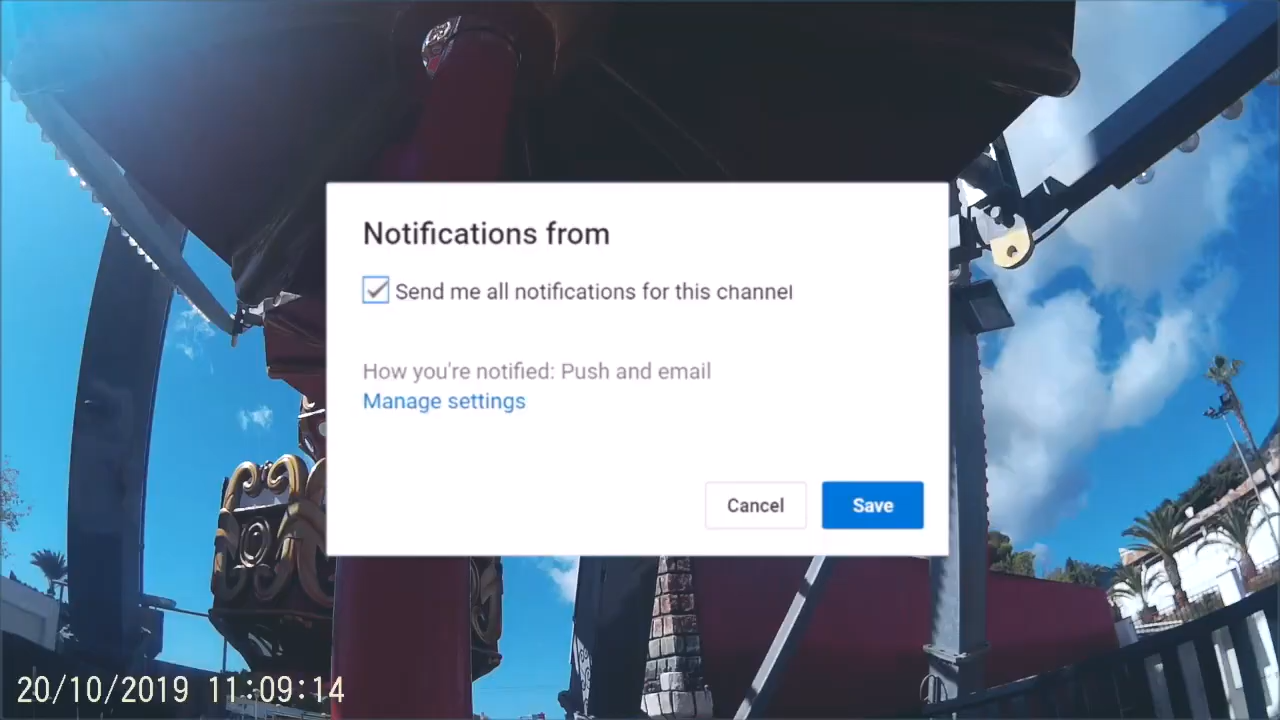 Notifications from
Send me all notifications for this channel
How you're notified: Push and email
Manage settings
Cancel
Save
20/10/2019 11:09:14